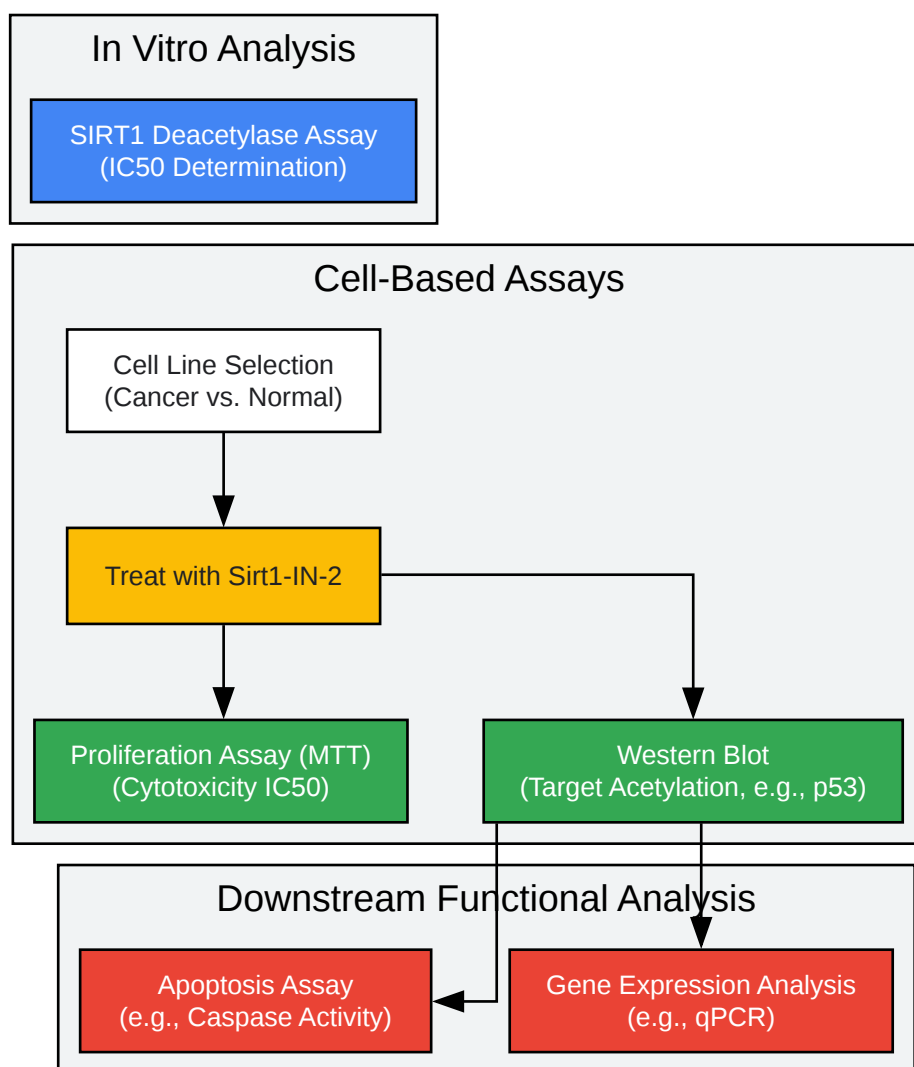 In Vitro Analysis
SIRT1 Deacetylase Assay
(IC50 Determination)
Cell-Based Assays
Cell Line Selection
(Cancer vs. Normal)
Treat with Sirt1-IN-2
Proliferation Assay (MTT)
(Cytotoxicity IC50)
Western Blot
(Target Acetylation, e.g., p53)
Downstream Functional Analysis
Apoptosis Assay
(e.g., Caspase Activity)
Gene Expression Analysis
(e.g., qPCR)